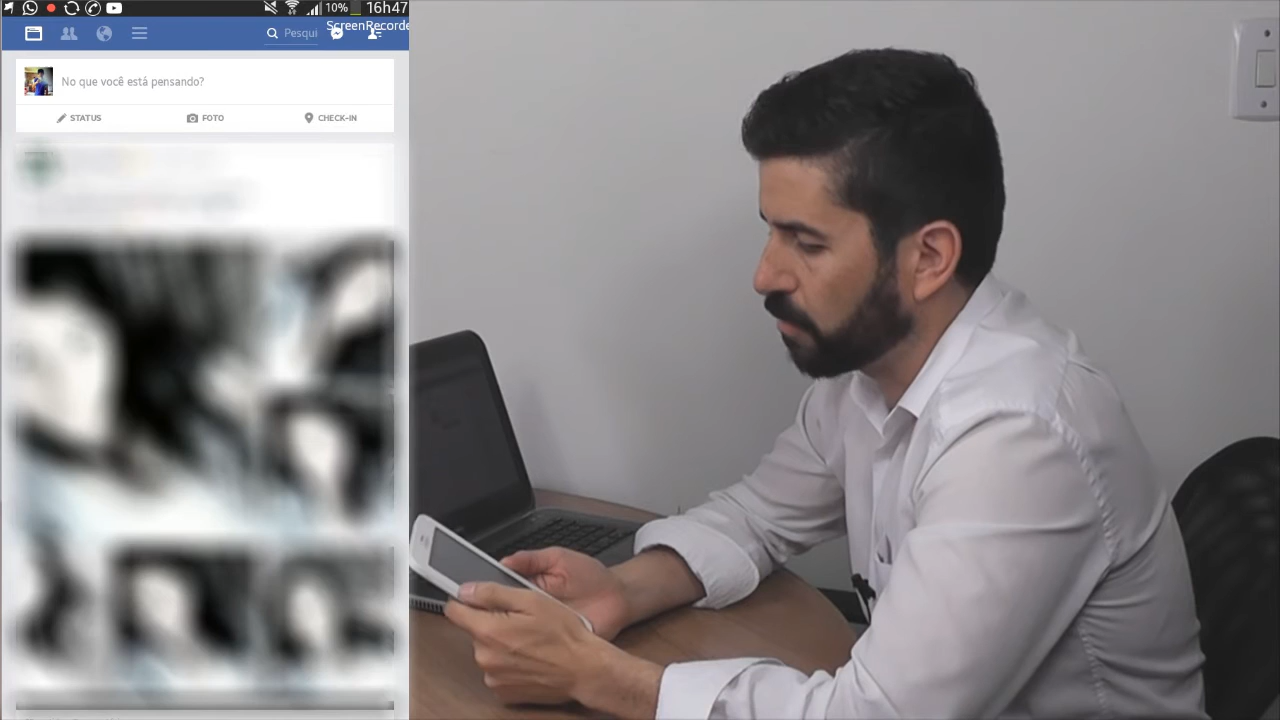 10% 16h47
ScreenRecorde
Pesqui
No que você está pensando?
STATUS FOTO CHECK-IN